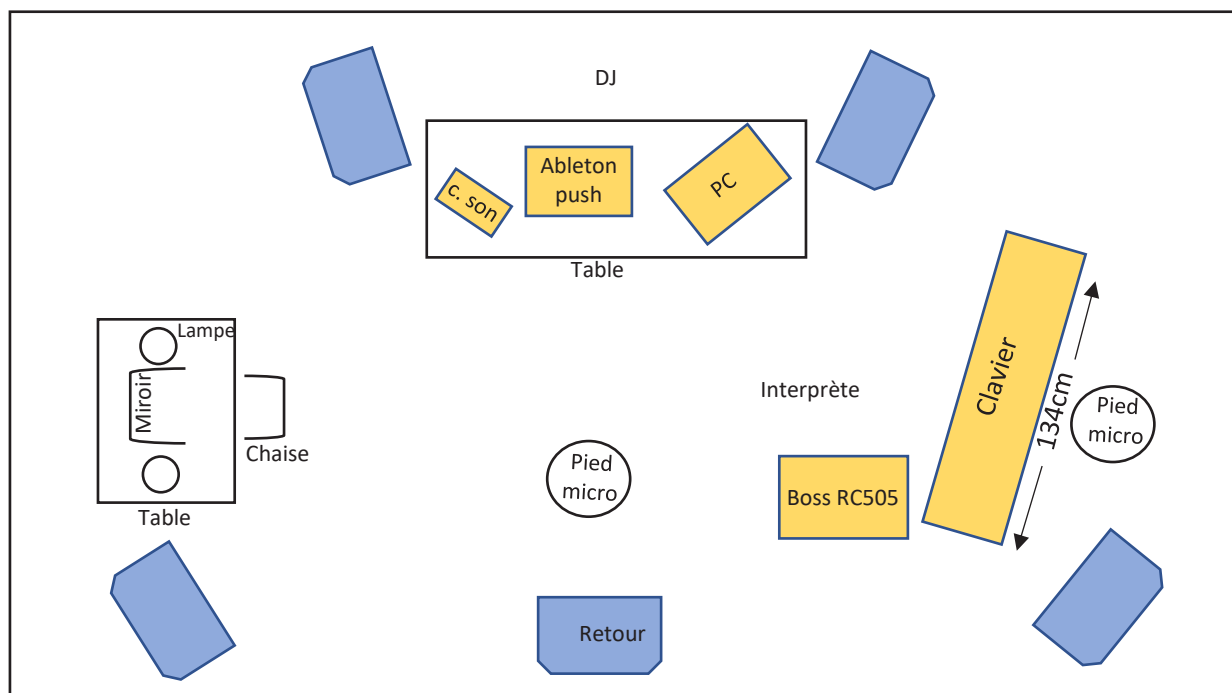 DJ
Ableton
push
PC
c. son
Table
Lampe
Miroir
Chaise
Table
Interprète
Clavier
134cm
Pied
micro
Pied
micro
Boss RC505
Retour